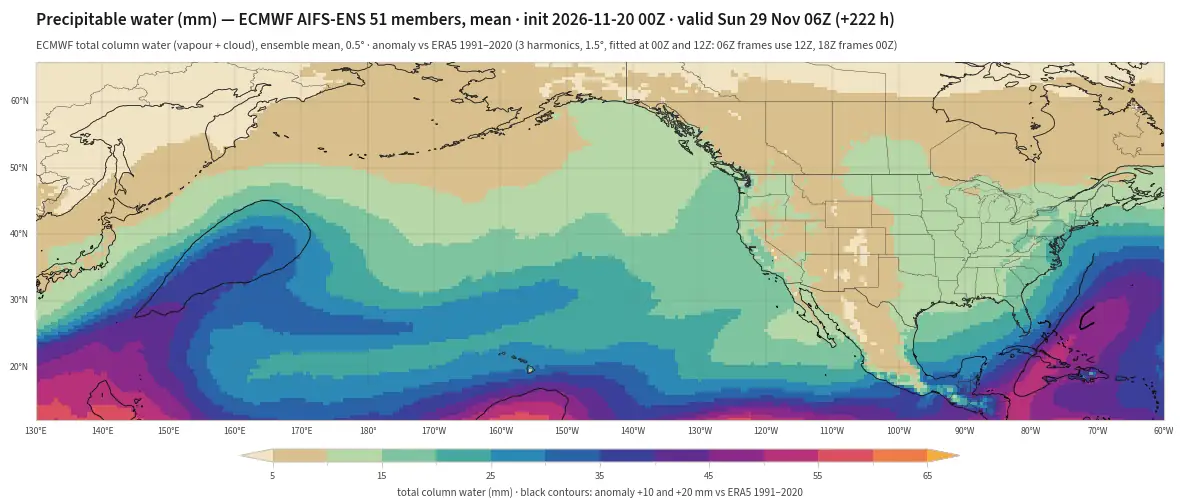 Precipitable water (mm) — ECMWF AIFS-ENS 51 members, mean · init 2026-11-20 00Z · valid Sun 29 Nov 06Z (+222 h)
ECMWF total column water (vapour + cloud), ensemble mean, 0.5° · anomaly vs ERA5 1991–2020 (3 harmonics, 1.5°, fitted at 00Z and 12Z: 06Z frames use 12Z, 18Z frames 00Z)
60°N
50°N
40°N
30°N
20°N
130°E 140°E 150°E 160°E 170°E 180° 170°W 160°W 150°W 140°W 130°W 120°W 110°W 100°W 90°W 80°W 70°W 60°W
5 15 25 35 45 55 65
total column water (mm) · black contours: anomaly +10 and +20 mm vs ERA5 1991–2020